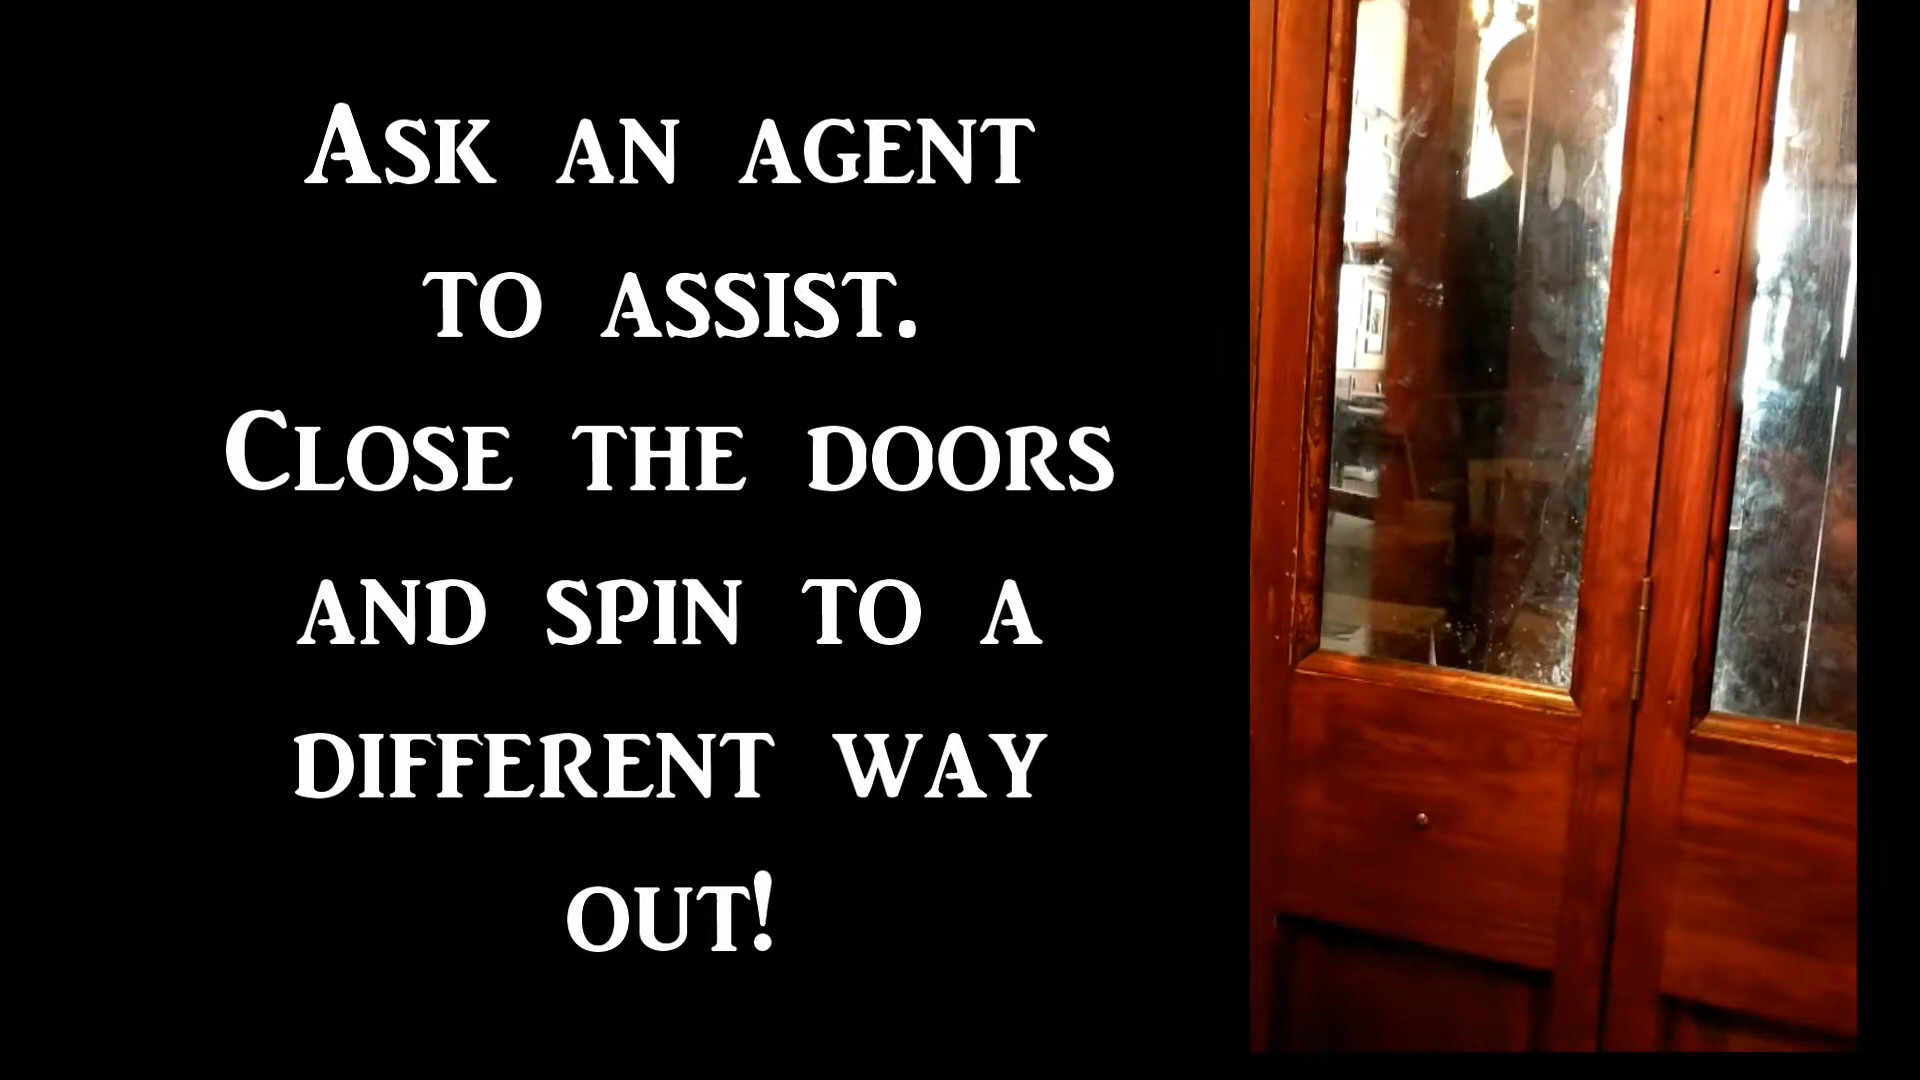 Ask an agent
to assist.
Close the doors
and spin to a
different way
out!